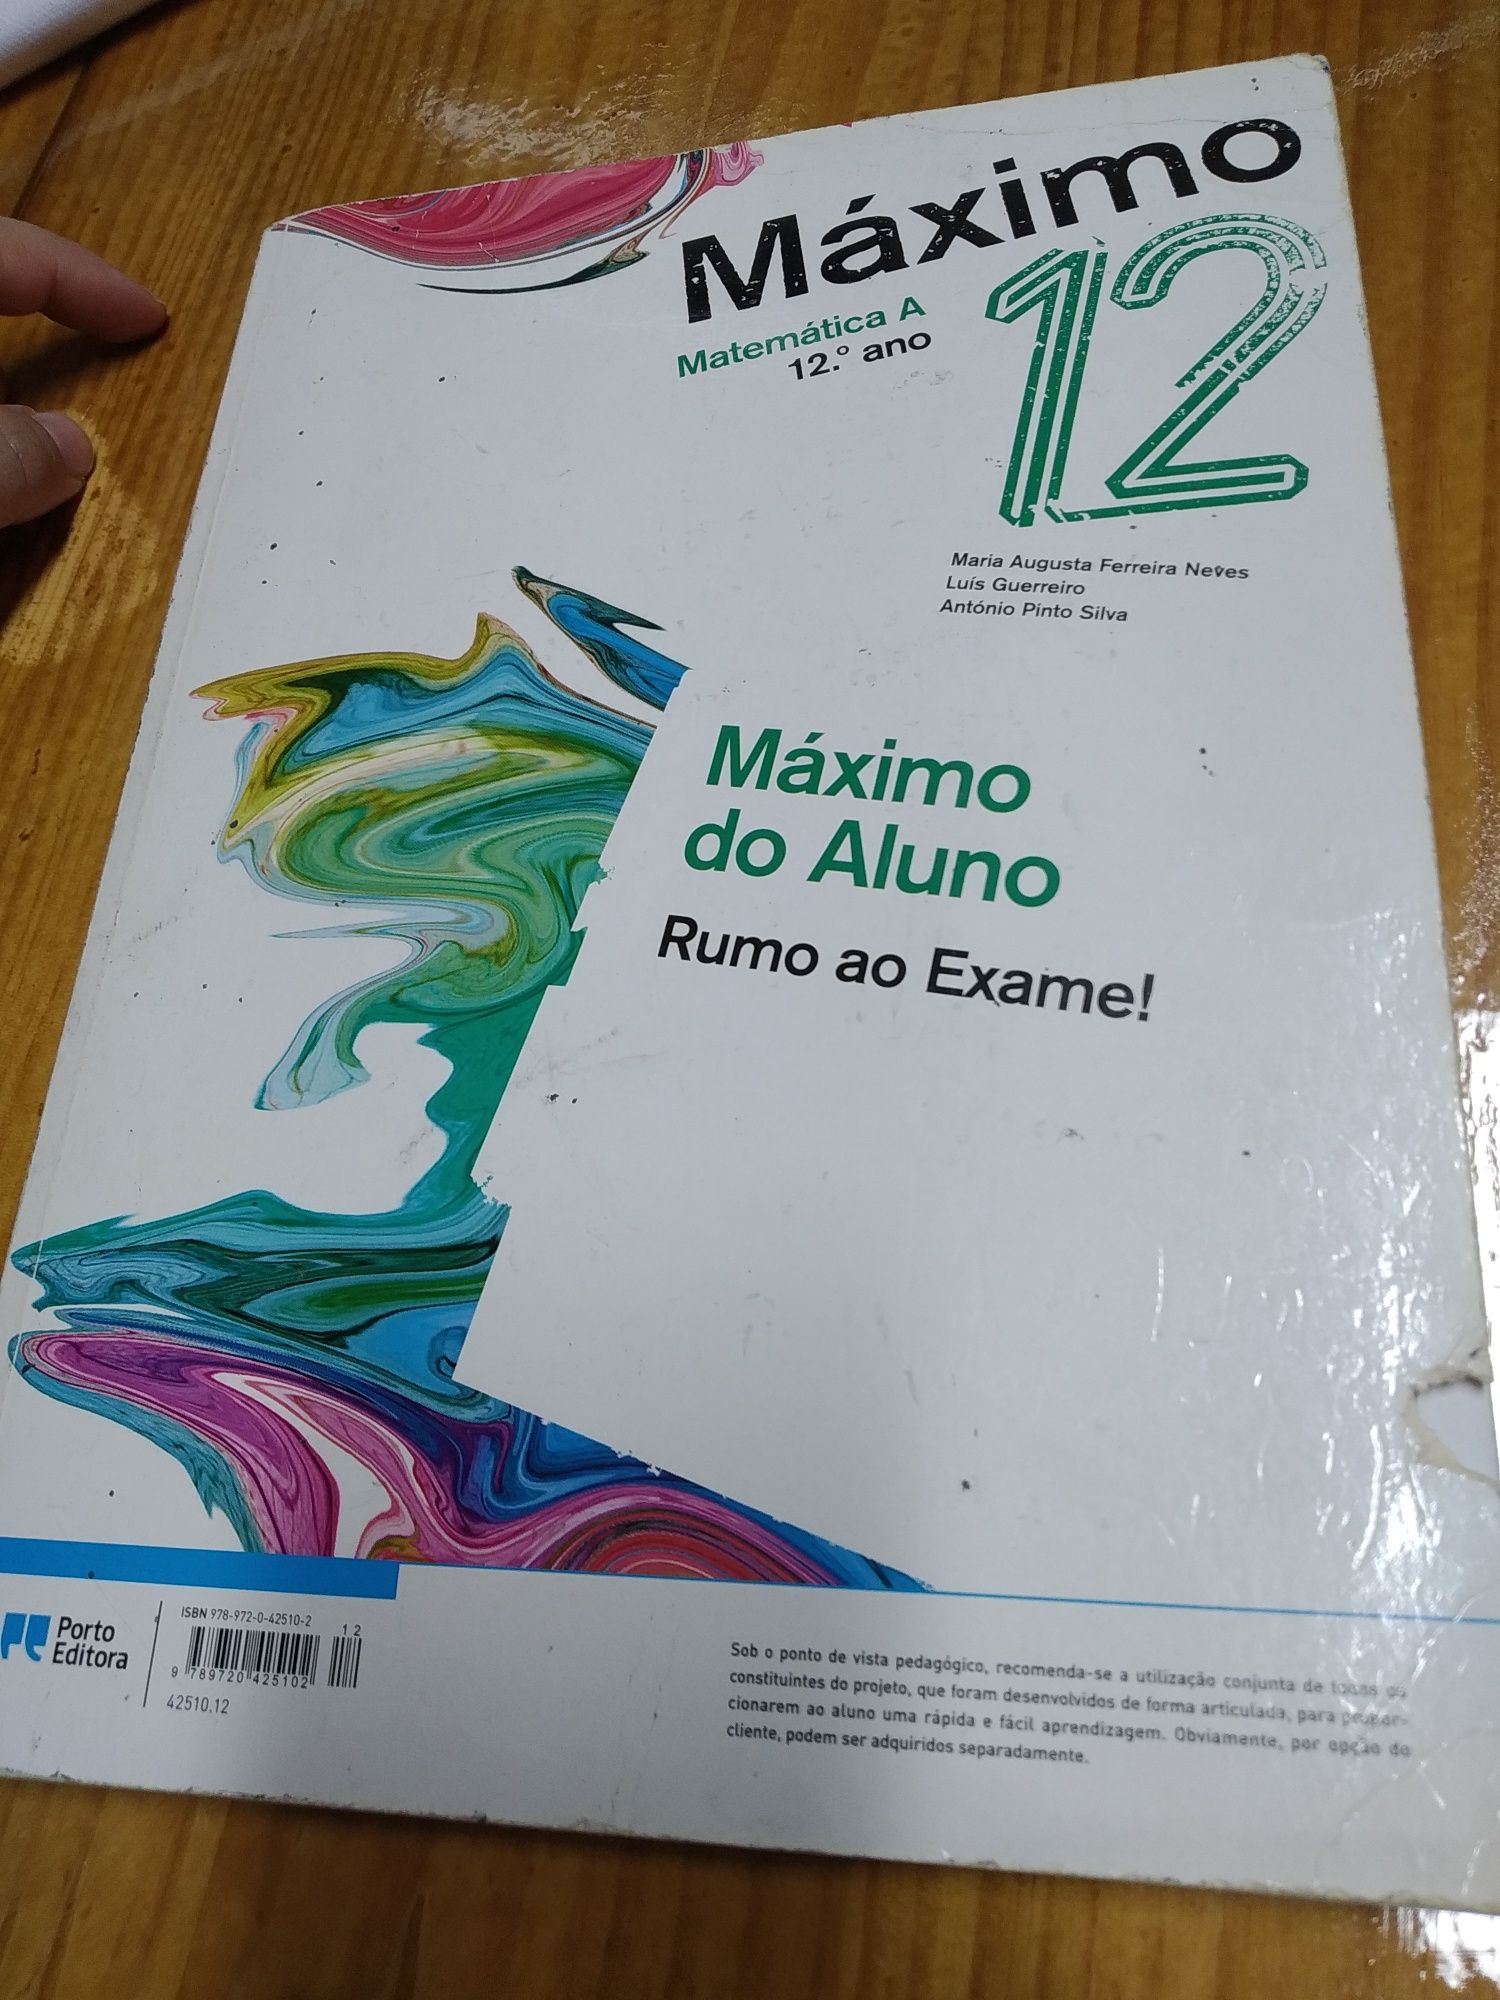 Máximo
12
Matemática A
12.º ano
Maria Augusta Ferreira Neves
Luís Guerreiro
António Pinto Silva
Máximo
do Aluno
Rumo ao Exame!
Porto
Editora
ISBN 978-972-0-42510-2
1 2
9 789720 425102
42510.12
Sob o ponto de vista pedagógico, recomenda-se a utilização conjunta de todos os
constituintes do projeto, que foram desenvolvidos de forma articulada, para propor-
cionarem ao aluno uma rápida e fácil aprendizagem. Obviamente, por opção do
cliente, podem ser adquiridos separadamente.